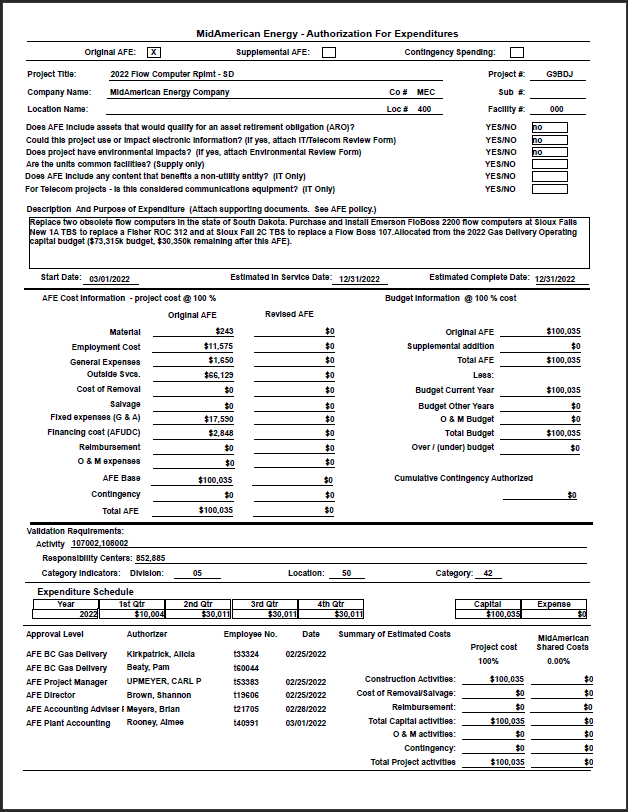 MidAmerican Energy - Authorization For Expenditures
Original AFE: X Supplemental AFE: Contingency Spending:
Project Title: 2022 Flow Computer Rplmt - SD Project #: G9BDJ
Company Name: MidAmerican Energy Company Co # MEC Sub #:
Location Name: Loc # 400 Facility #: 000
Does AFE include assets that would qualify for an asset retirement obligation (ARO)? YES/NO no
Could this project use or impact electronic information? (If yes, attach IT/Telecom Review Form) YES/NO no
Does project have environmental impacts? (If yes, attach Environmental Review Form) YES/NO no
Are the units common facilities? (Supply only) YES/NO
Does AFE include any content that benefits a non-utility entity? (IT Only) YES/NO
For Telecom projects - is this considered communications equipment? (IT Only) YES/NO
Description And Purpose of Expenditure (Attach supporting documents. See AFE policy.)
Replace two obsolete flow computers in the state of South Dakota. Purchase and install Emerson FloBoss 2200 flow computers at Sioux Falls
New 1A TBS to replace a Fisher ROC 312 and at Sioux Fall 2C TBS to replace a Flow Boss 107.Allocated from the 2022 Gas Delivery Operating
capital budget ($73,315k budget, $30,350k remaining after this AFE).
Start Date: 03/01/2022 Estimated In Service Date: 12/31/2022 Estimated Complete Date: 12/31/2022
AFE Cost Information - project cost @ 100 % Budget Information @ 100 % cost
Original AFE Revised AFE
Material $243 $0 Original AFE $100,035
Employment Cost $11,575 $0 Supplemental addition $0
General Expenses $1,650 $0 Total AFE $100,035
Outside Svcs. $66,129 $0 Less:
Cost of Removal $0 $0 Budget Current Year $100,035
Salvage $0 $0 Budget Other Years $0
Fixed expenses (G & A) $17,590 $0 O & M Budget $0
Financing cost (AFUDC) $2,848 $0 Total Budget $100,035
Reimbursement $0 $0 Over / (under) budget $0
O & M expenses $0 $0
AFE Base $100,035 $0 Cumulative Contingency Authorized
Contingency $0 $0 $0
Total AFE $100,035 $0
Validation Requirements:
Activity 107002,108002
Responsibility Centers: 852,885
Category Indicators: Division: 05 Location: 50 Category: 42
Expenditure Schedule
Year 1st Qtr 2nd Qtr 3rd Qtr 4th Qtr Capital Expense
2022 $10,004 $30,011 $30,011 $30,011 $100,035 $0
Approval Level Authorizer Employee No. Date Summary of Estimated Costs Project cost MidAmerican Shared Costs
100% 0.00%
AFE BC Gas Delivery Kirkpatrick, Alicia t33324 02/25/2022
AFE BC Gas Delivery Beaty, Pam t60044
AFE Project Manager UPMEYER, CARL P t53383 02/25/2022 Construction Activities: $100,035 $0
AFE Director Brown, Shannon t19606 02/25/2022 Cost of Removal/Salvage: $0 $0
AFE Accounting Adviser F Meyers, Brian t21705 02/28/2022 Reimbursement: $0 $0
AFE Plant Accounting Rooney, Aimee t40991 03/01/2022 Total Capital activities: $100,035 $0
O & M activities: $0 $0
Contingency: $0 $0
Total Project activities $100,035 $0